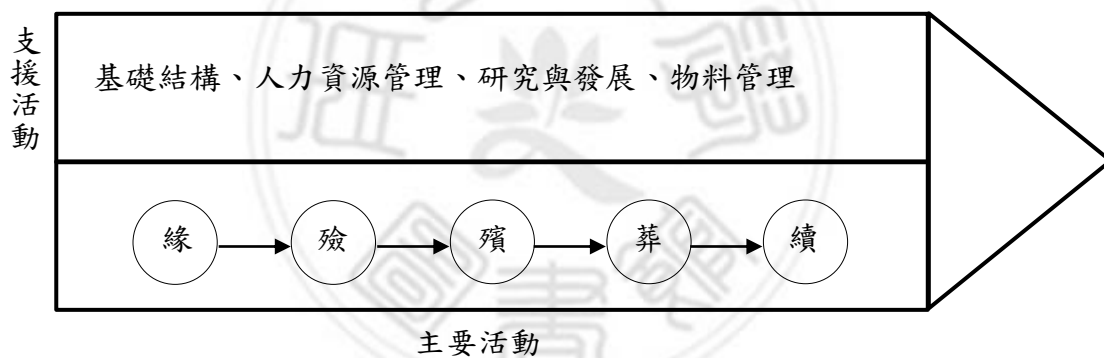 支援活動
基礎結構、人力資源管理、研究與發展、物料管理
緣 殮 殯 葬 續
主要活動